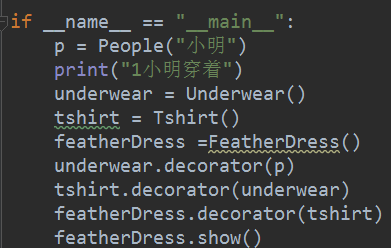 if __name__ == "__main__":
    p = People("小明")
    print("1小明穿着")
    underwear = Underwear()
    tshirt = Tshirt()
    featherDress =FeatherDress()
    underwear.decorator(p)
    tshirt.decorator(underwear)
    featherDress.decorator(tshirt)
    featherDress.show()